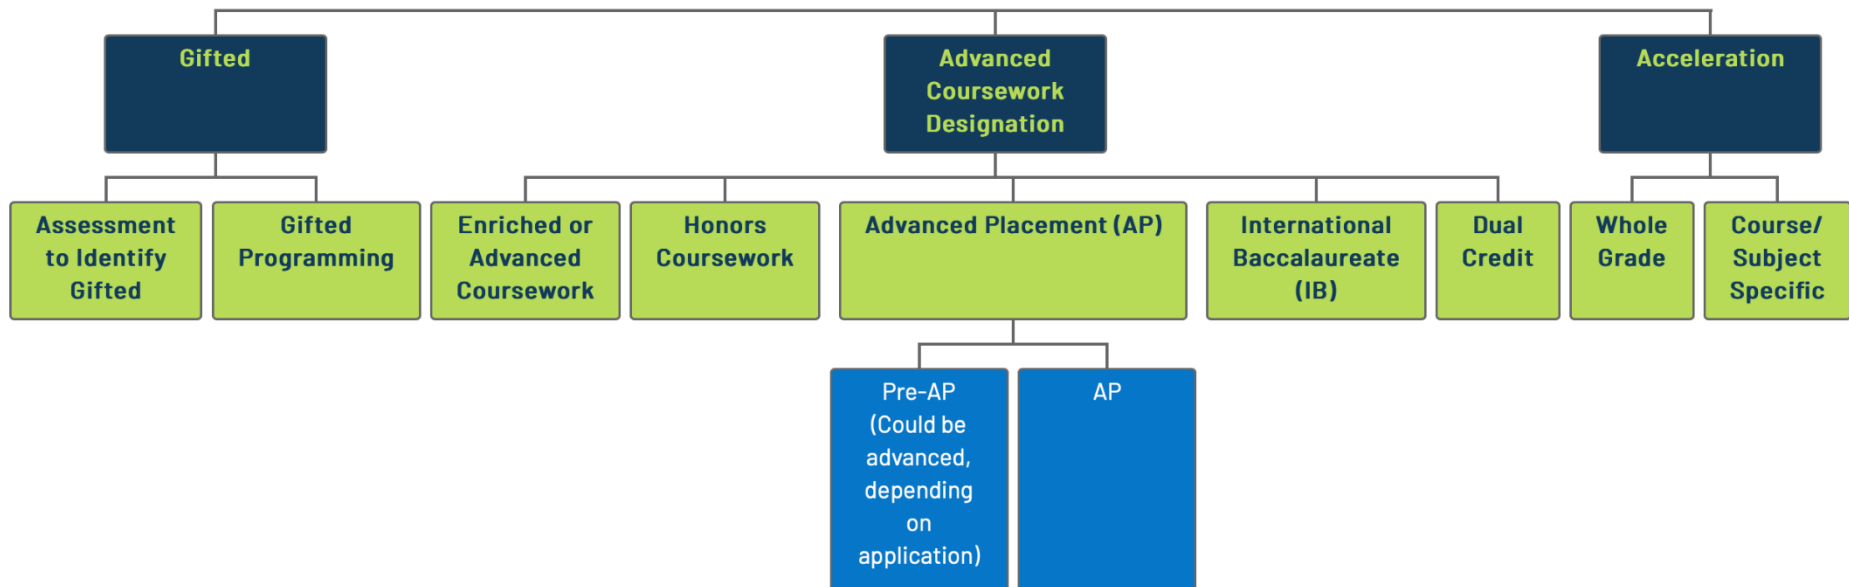 Gifted
Advanced
Coursework
Designation
Acceleration
Assessment
to Identify
Gifted
Gifted
Programming
Enriched or
Advanced
Coursework
Honors
Coursework
Advanced Placement (AP)
International
Baccalaureate
(IB)
Dual
Credit
Whole
Grade
Course/
Subject
Specific
Pre-AP
(Could be
advanced,
depending
on
application)
AP